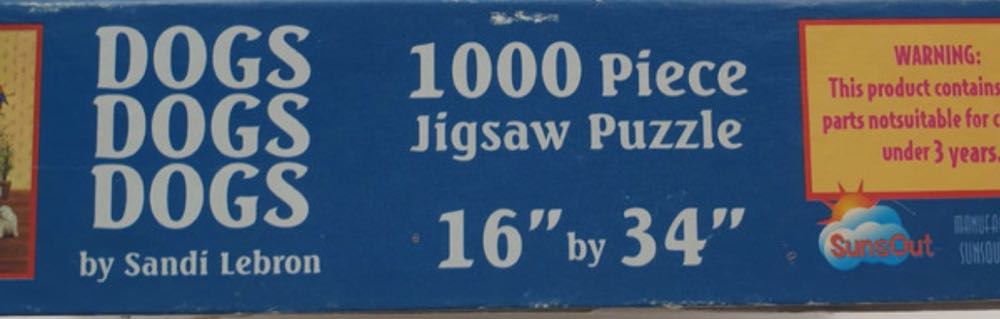 DOGS
DOGS
DOGS
by Sandi Lebron
1000 Piece
Jigsaw Puzzle
16" by 34"
WARNING:
This product contains
parts notsuitable for
under 3 years.
SunsOut